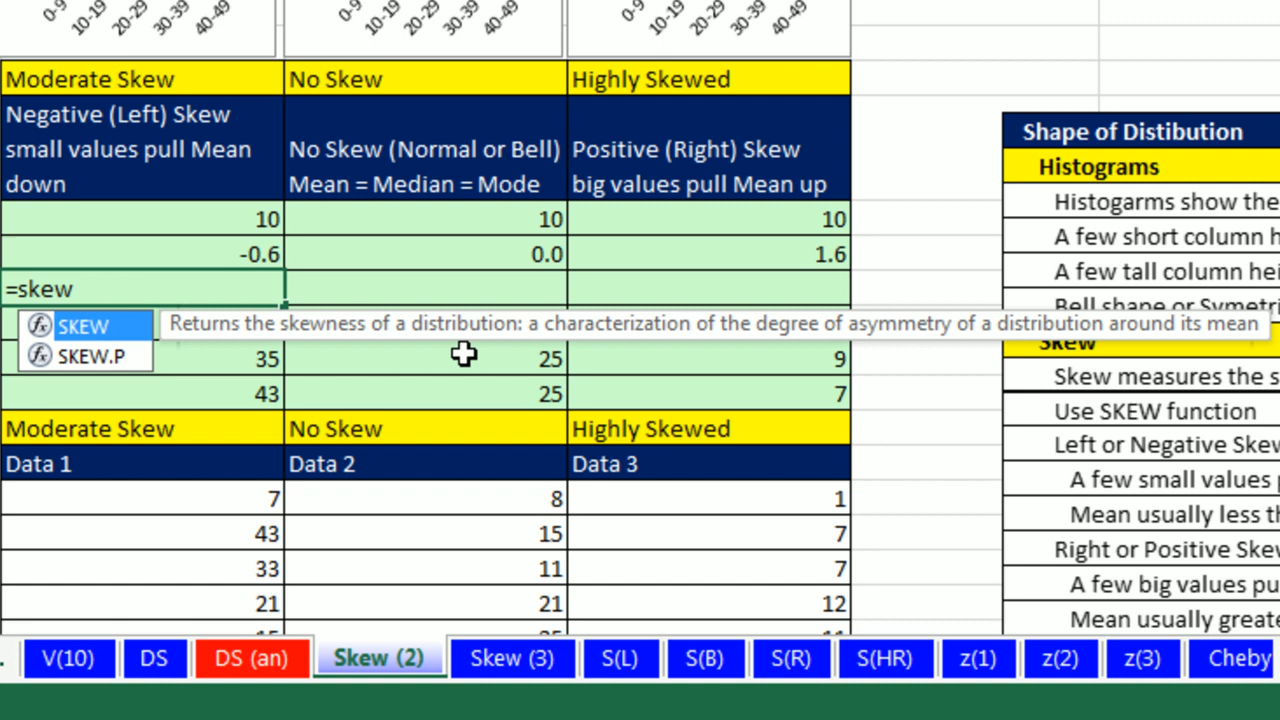 0-9 10-19 20-29 30-39 40-49 0-9 10-19 20-29 30-39 40-49 0-9 10-19 20-29 30-39 40-49
Moderate Skew No Skew Highly Skewed
Negative (Left) Skew
small values pull Mean
down
No Skew (Normal or Bell)
Mean = Median = Mode
Positive (Right) Skew
big values pull Mean up
10 10 10
-0.6 0.0 1.6
=skew
SKEW
SKEW.P
Returns the skewness of a distribution: a characterization of the degree of asymmetry of a distribution around its mean
35 25 9
43 25 7
Moderate Skew No Skew Highly Skewed
Data 1 Data 2 Data 3
7 8 1
43 15 7
33 11 7
21 21 12
Shape of Distibution
Histograms
Histogarms show the
A few short column h
A few tall column hei
Skew
Skew measures the s
Use SKEW function
Left or Negative Skew
A few small values
Mean usually less th
Right or Positive Skew
A few big values pu
Mean usually greate
V(10) DS DS (an) Skew (2) Skew (3) S(L) S(B) S(R) S(HR) z(1) z(2) z(3) Cheby